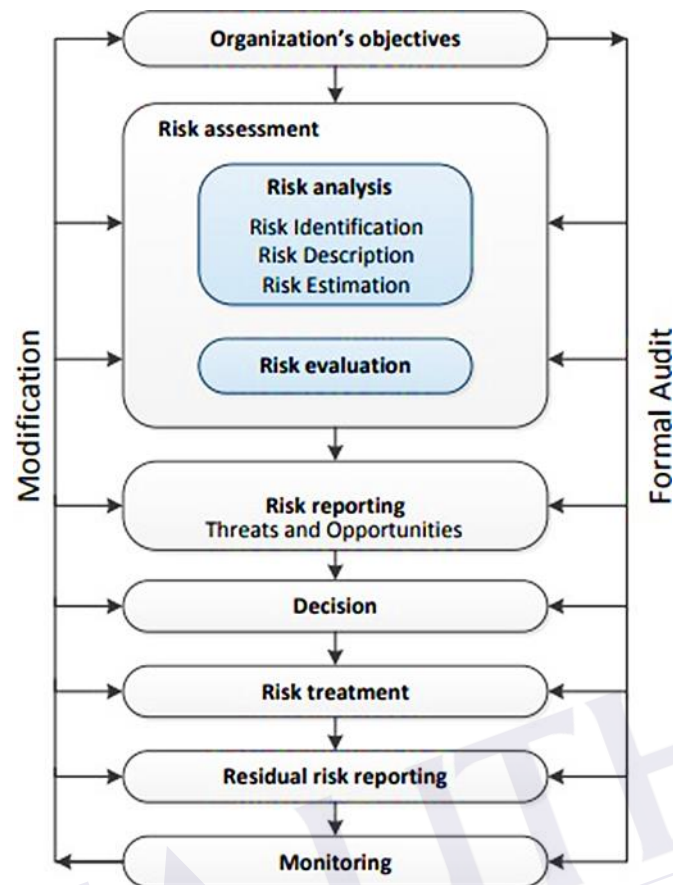 Organization's objectives
Risk assessment
Risk analysis
Risk Identification
Risk Description
Risk Estimation
Risk evaluation
Risk reporting
Threats and Opportunities
Decision
Risk treatment
Residual risk reporting
Monitoring
Modification
Formal Audit